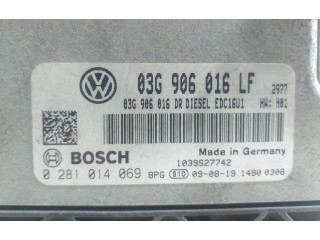 03G 906 016 LF 2977
03G 906 016 DR DIESEL EDC16U1 HW: H01
Made in Germany
BOSCH 1039S27742
0 281 014 069 BPG 810 09-08-19 1480 0308